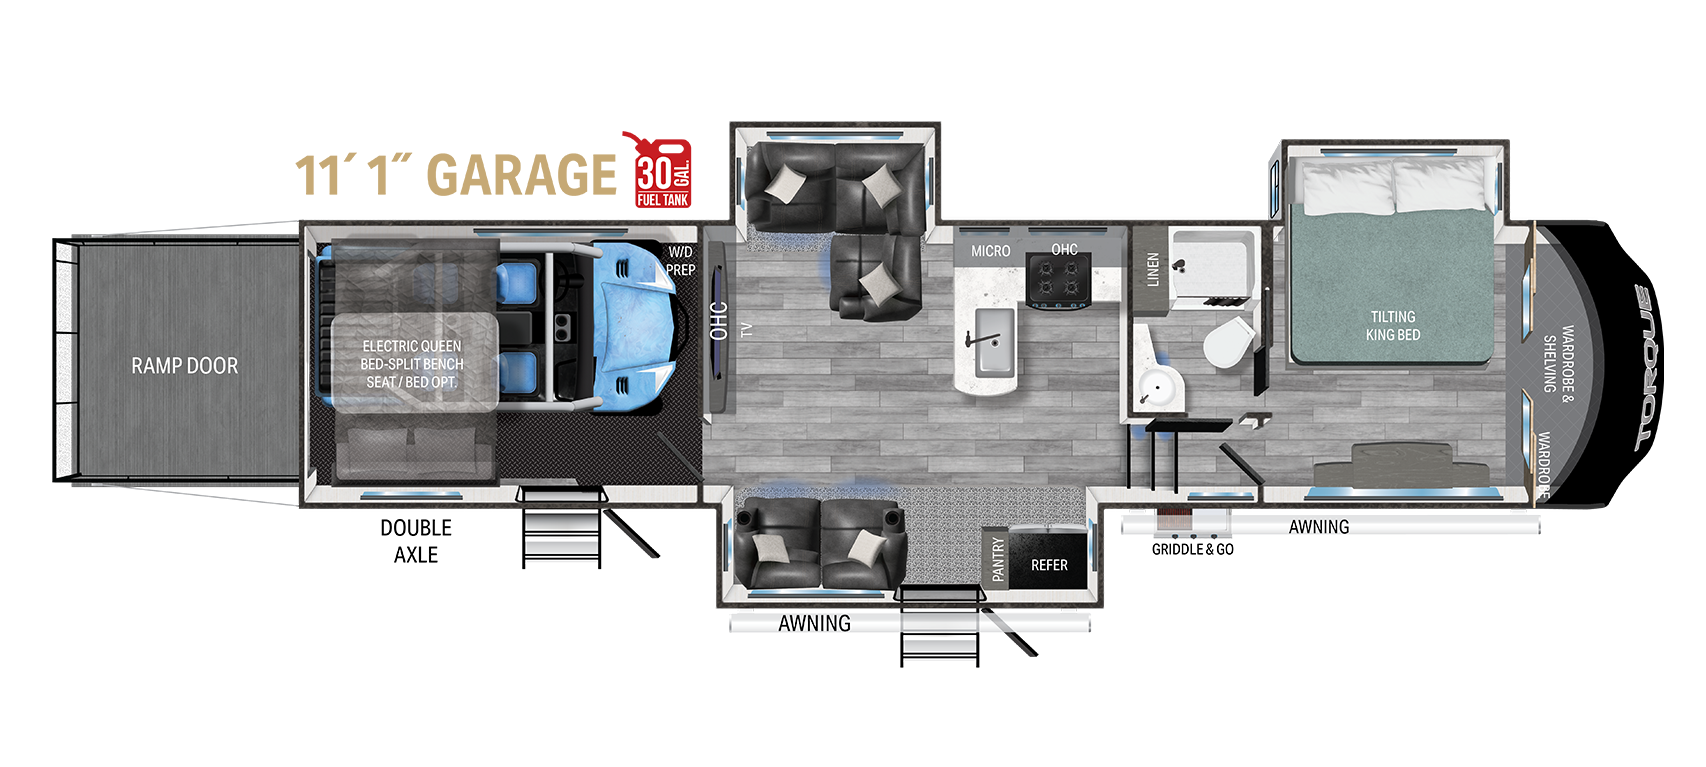 11´ 1˝ GARAGE
30
GAL.
FUEL TANK
RAMP DOOR
ELECTRIC QUEEN
BED-SPLIT BENCH
SEAT / BED OPT.
W/D
PREP
OHC
TV
MICRO
OHC
LINEN
TILTING
KING BED
WARDROBE &
SHELVING
WARDROBE
TORQUE
DOUBLE
AXLE
PANTRY
REFER
AWNING
GRIDDLE & GO
AWNING